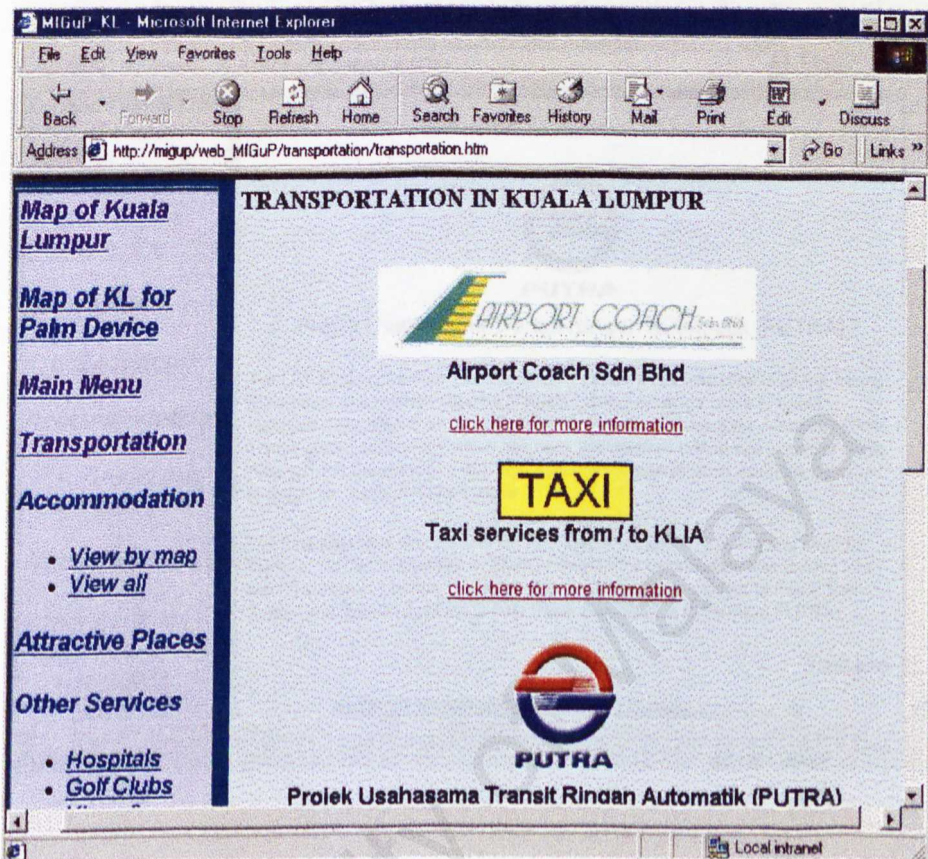 MIGuP_KL - Microsoft Internet Explorer
File Edit View Favorites Tools Help
Back Forward Stop Refresh Home Search Favorites History Mail Print Edit Discuss
Address http://migup/web_MIGuP/transportation/transportation.htm Go Links »
Map of Kuala
Lumpur
Map of KL for
Palm Device
Main Menu
Transportation
Accommodation
• View by map
• View all
Attractive Places
Other Services
• Hospitals
• Golf Clubs
TRANSPORTATION IN KUALA LUMPUR
AIRPORT COACH Sdn Bhd
Airport Coach Sdn Bhd
click here for more information
TAXI
Taxi services from / to KLIA
click here for more information
PUTRA
Projek Usahasama Transit Ringan Automatik (PUTRA)
Local intranet
Malaya